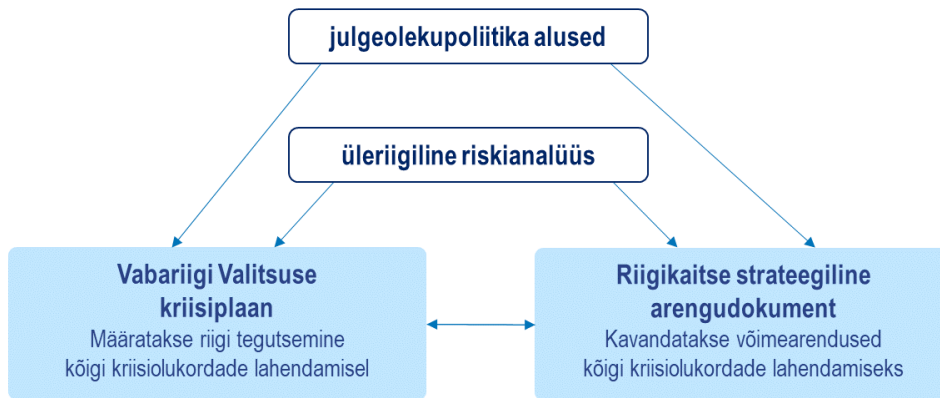 julgeolekupoliitika alused
üleriigiline riskianalüüs
Vabariigi Valitsuse
kriisiplaan
Määratakse riigi tegutsemine
kõigi kriisiolukordade lahendamisel
Riigikaitse strateegiline
arengudokument
Kavandatakse võimearendused
kõigi kriisiolukordade lahendamiseks